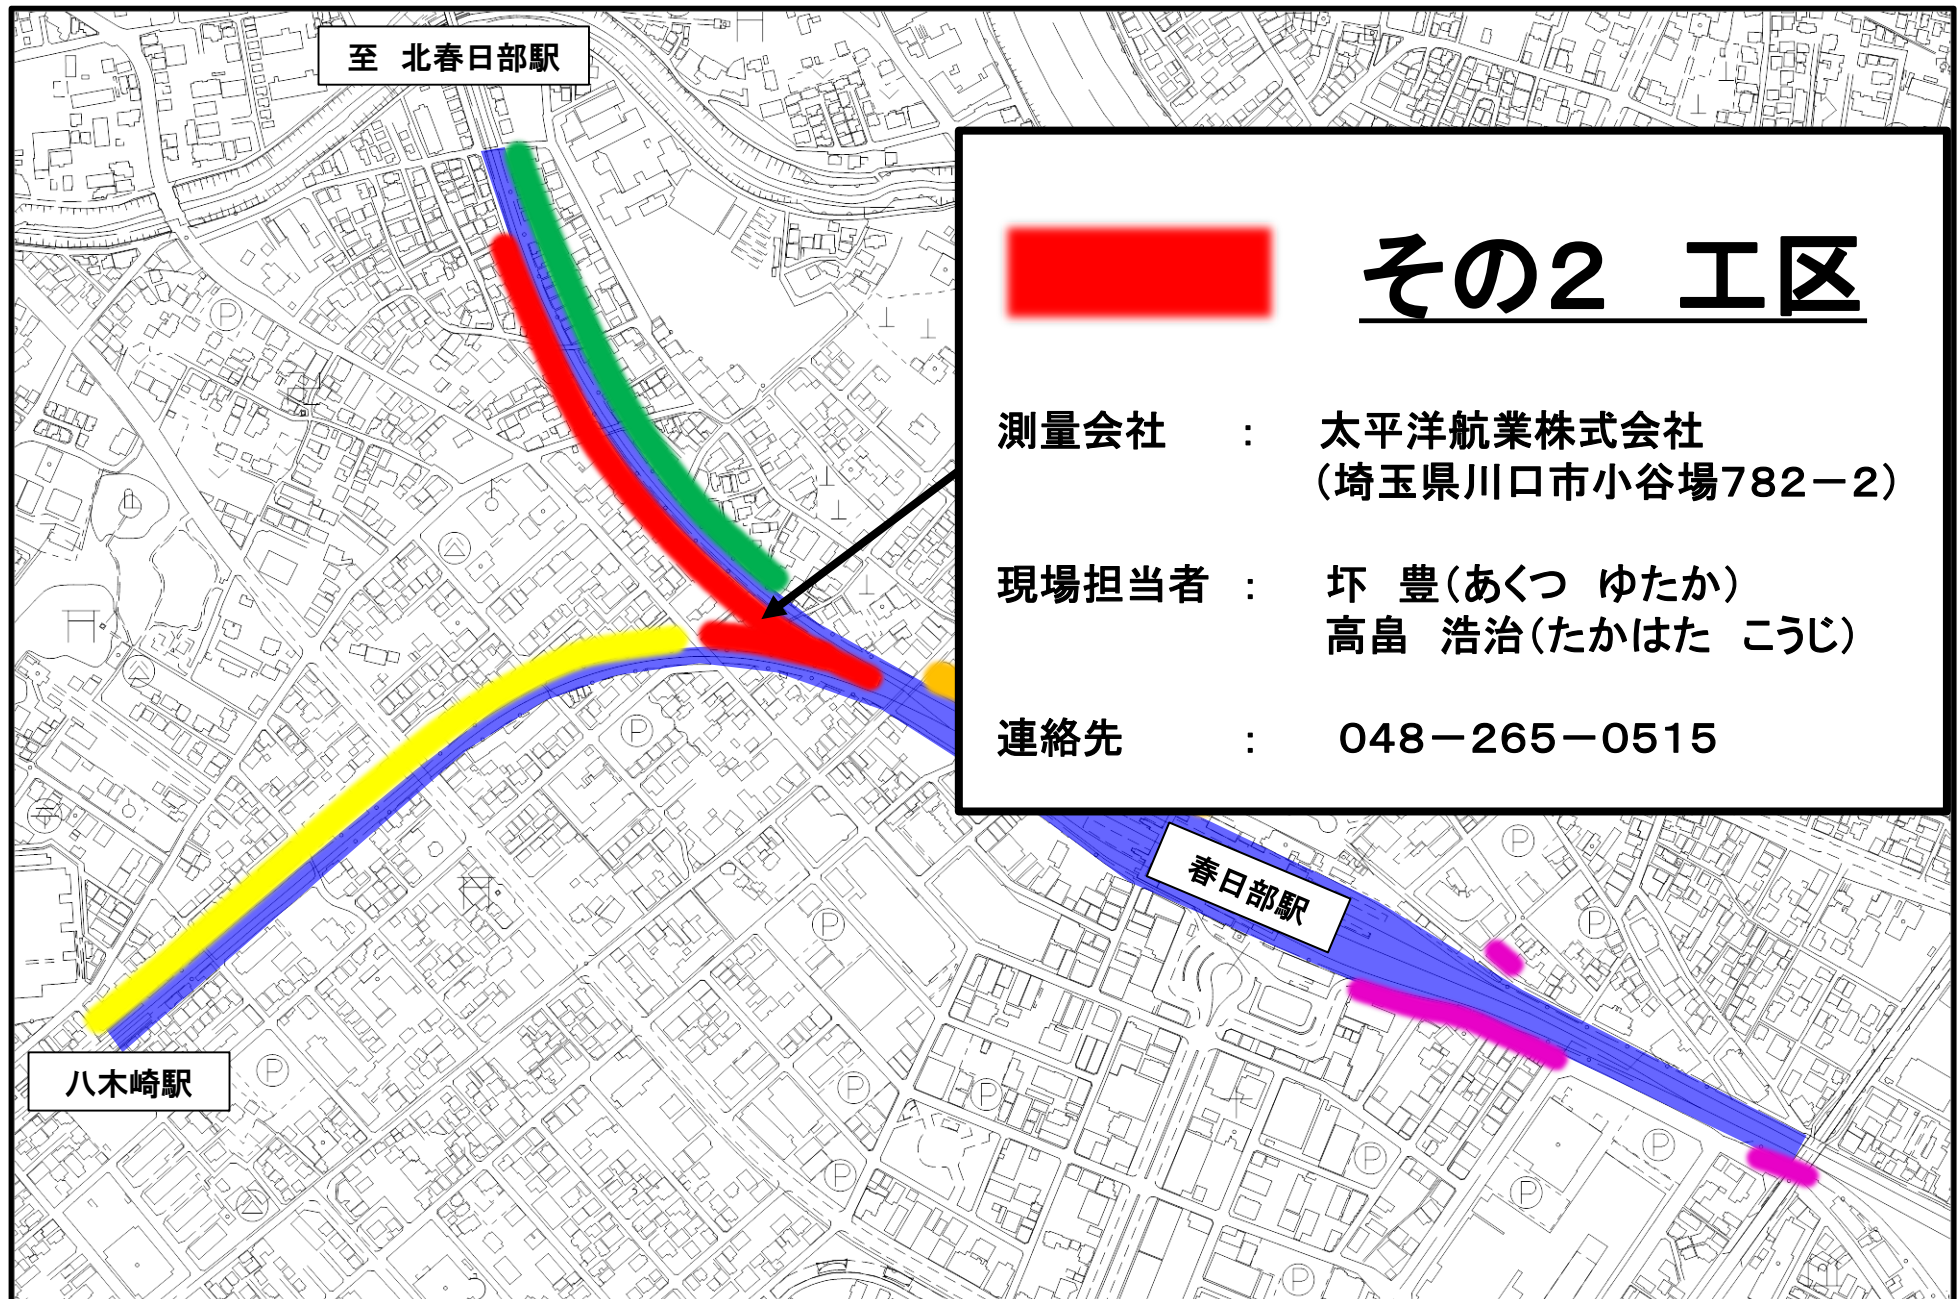 至　北春日部駅
その２　工区
測量会社　：　太平洋航業株式会社
（埼玉県川口市小谷場７８２－２）
現場担当者　：　圷　豊（あくつ　ゆたか）
高畠　浩治（たかはた　こうじ）
連絡先　：　０４８－２６５－０５１５
春日部駅
八木崎駅
Ⓟ
Ⓟ
Ⓟ
Ⓟ
Ⓟ
Ⓟ
Ⓟ
Ⓟ
Ⓟ
Ⓟ
Ⓟ
Ⓟ
Ⓟ